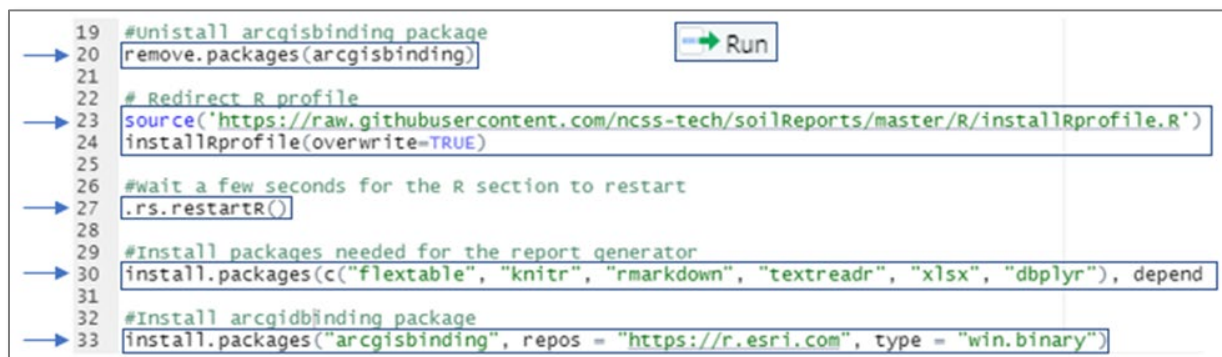 19 #Unistall arcgisbinding package
Run
20 remove.packages(arcgisbinding)
21
22 # Redirect R profile
23 source('https://raw.githubusercontent.com/ncss-tech/soilReports/master/R/installRprofile.R')
24 installRprofile(overwrite=TRUE)
25
26 #Wait a few seconds for the R section to restart
27 .rs.restartR()
28
29 #Install packages needed for the report generator
30 install.packages(c("flextable", "knitr", "rmarkdown", "textreadr", "xlsx", "dbplyr"), depend
31
32 #Install arcgidbinding package
33 install.packages("arcgisbinding", repos = "https://r.esri.com", type = "win.binary")